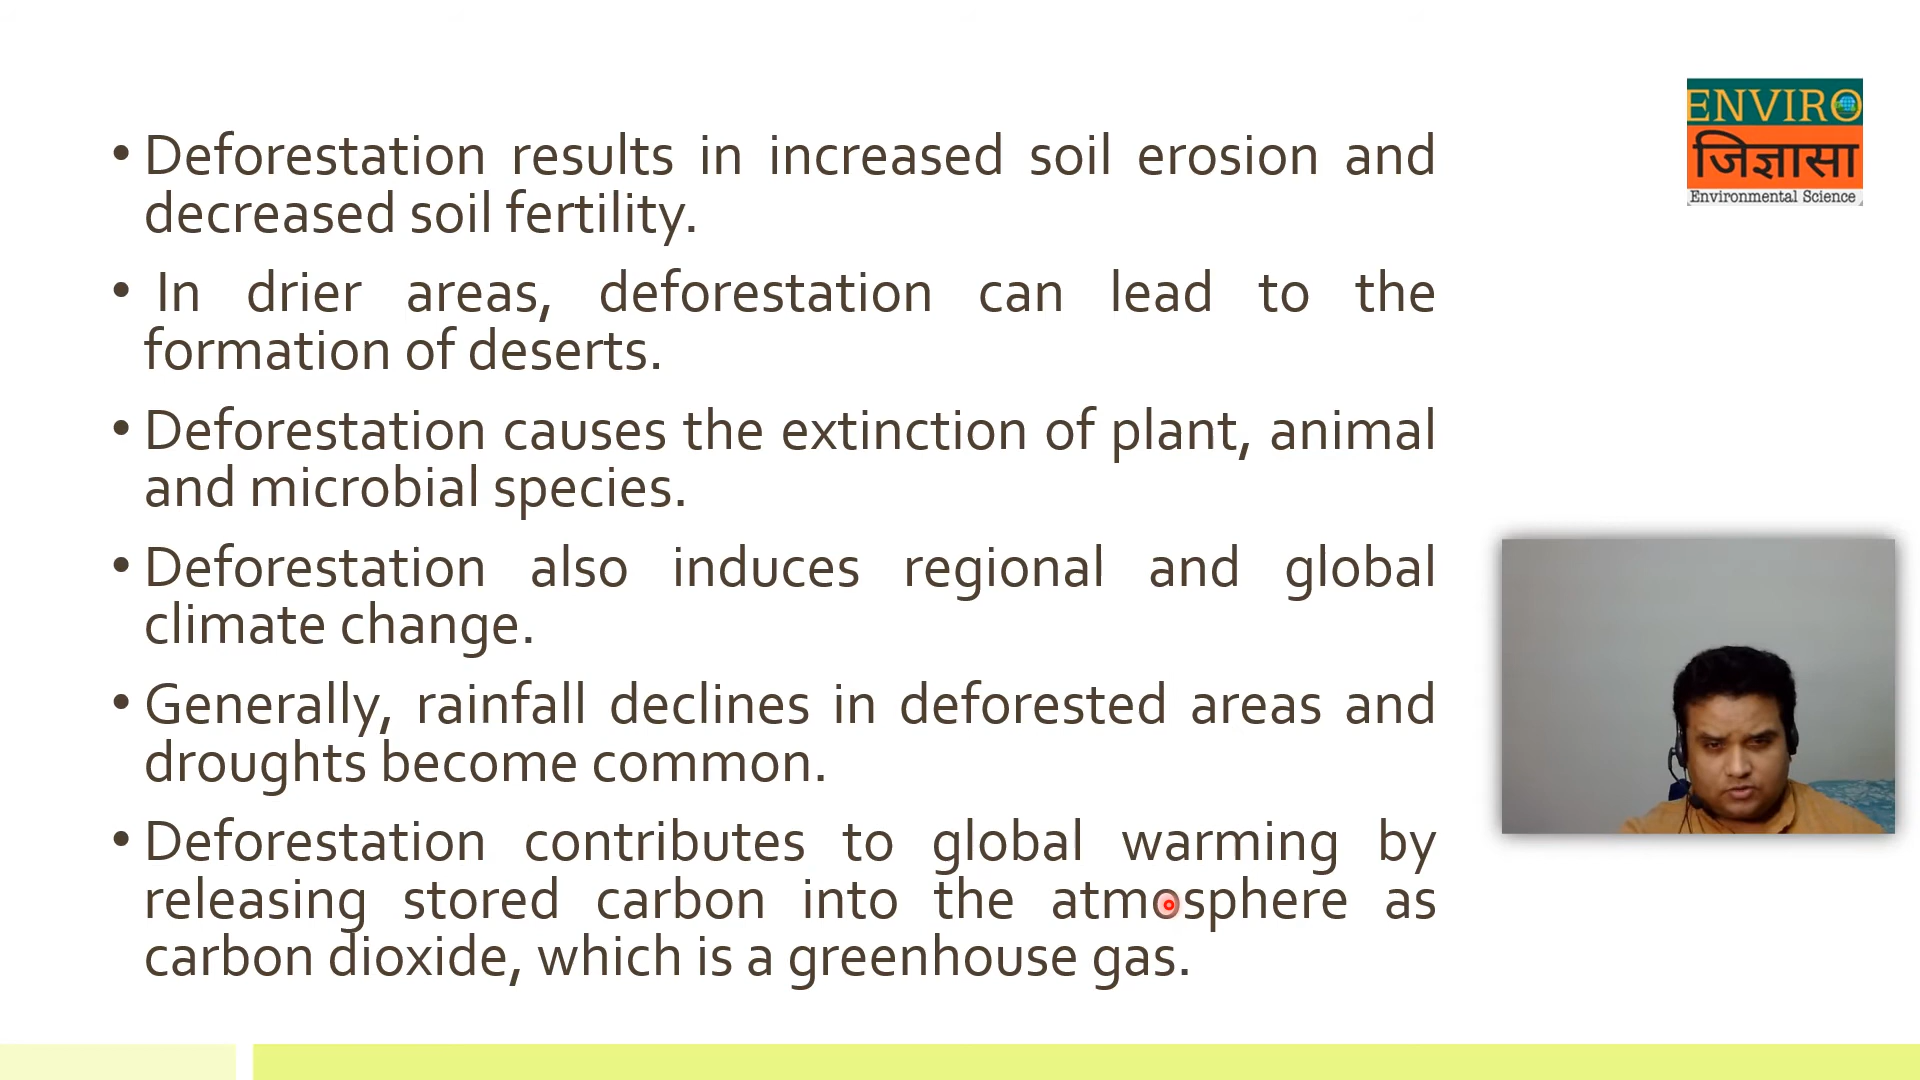 • Deforestation results in increased soil erosion and
decreased soil fertility.
• In drier areas, deforestation can lead to the
formation of deserts.
• Deforestation causes the extinction of plant, animal
and microbial species.
• Deforestation also induces regional and global
climate change.
• Generally, rainfall declines in deforested areas and
droughts become common.
• Deforestation contributes to global warming by
releasing stored carbon into the atmosphere as
carbon dioxide, which is a greenhouse gas.
ENVIRO
जिज्ञासा
Environmental Science